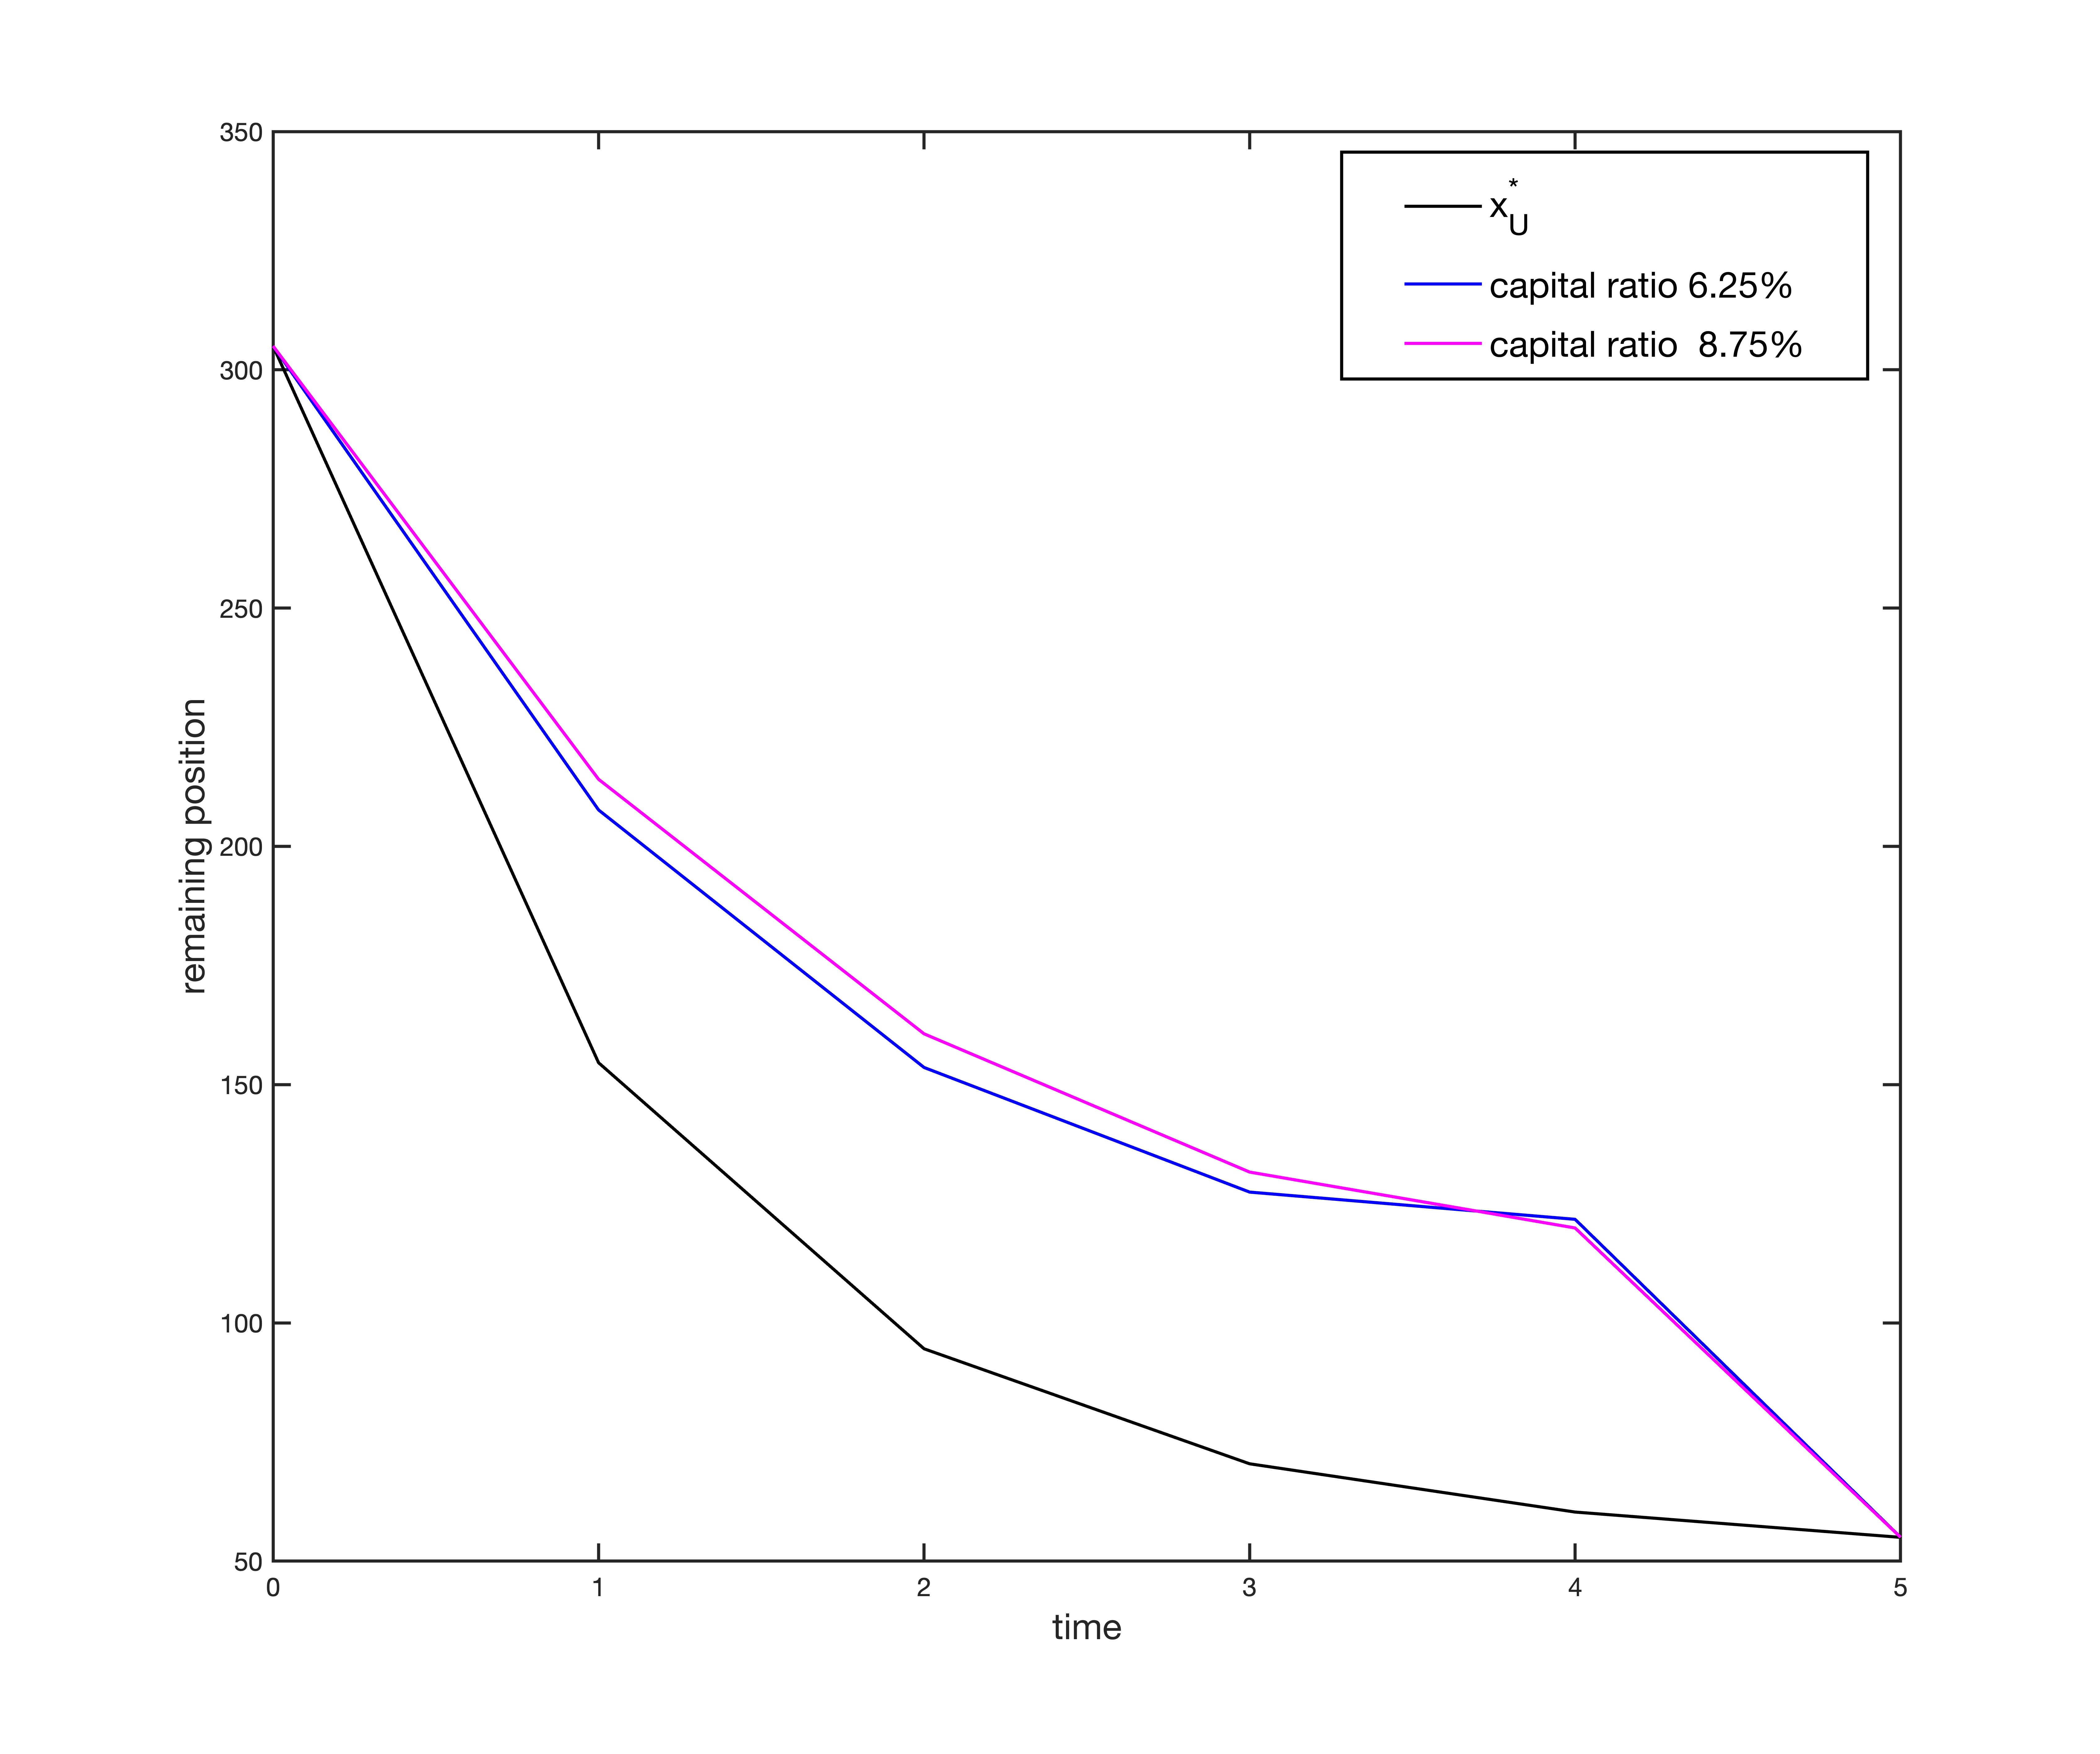 350
300
250
200
150
100
50
0 1 2 3 4 5
time
remaining position
x*U
capital ratio 6.25%
capital ratio 8.75%